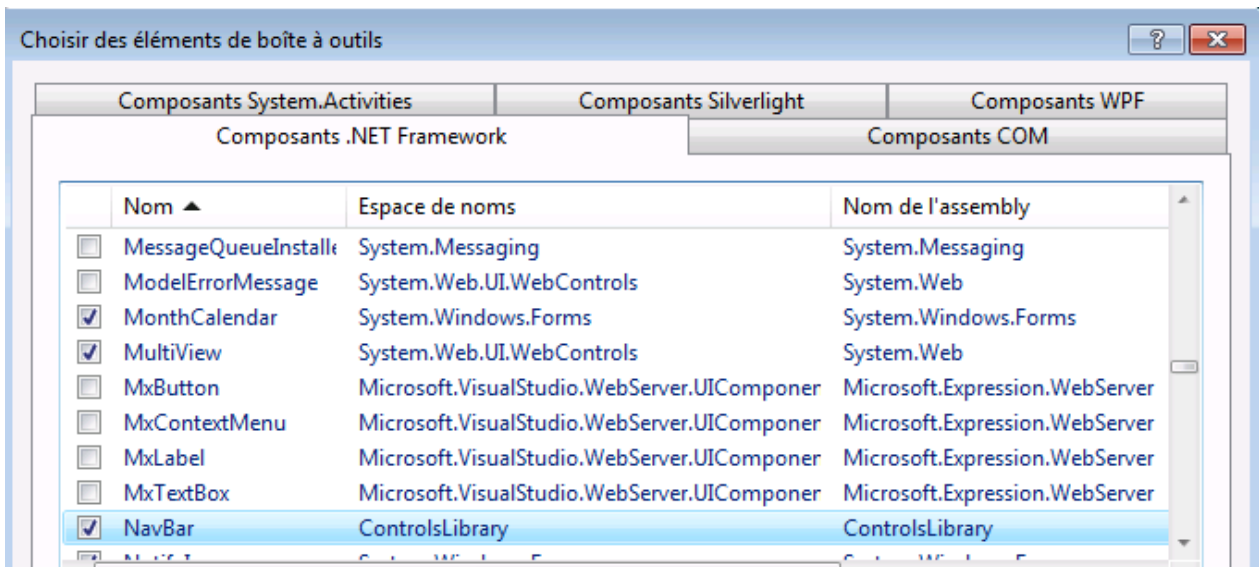 Choisir des éléments de boîte à outils
Composants System.Activities Composants Silverlight Composants WPF
Composants .NET Framework Composants COM
Nom Espace de noms Nom de l'assembly
MessageQueueInstalle System.Messaging System.Messaging
ModelErrorMessage System.Web.UI.WebControls System.Web
MonthCalendar System.Windows.Forms System.Windows.Forms
MultiView System.Web.UI.WebControls System.Web
MxButton Microsoft.VisualStudio.WebServer.UIComponer Microsoft.Expression.WebServer
MxContextMenu Microsoft.VisualStudio.WebServer.UIComponer Microsoft.Expression.WebServer
MxLabel Microsoft.VisualStudio.WebServer.UIComponer Microsoft.Expression.WebServer
MxTextBox Microsoft.VisualStudio.WebServer.UIComponer Microsoft.Expression.WebServer
NavBar ControlsLibrary ControlsLibrary